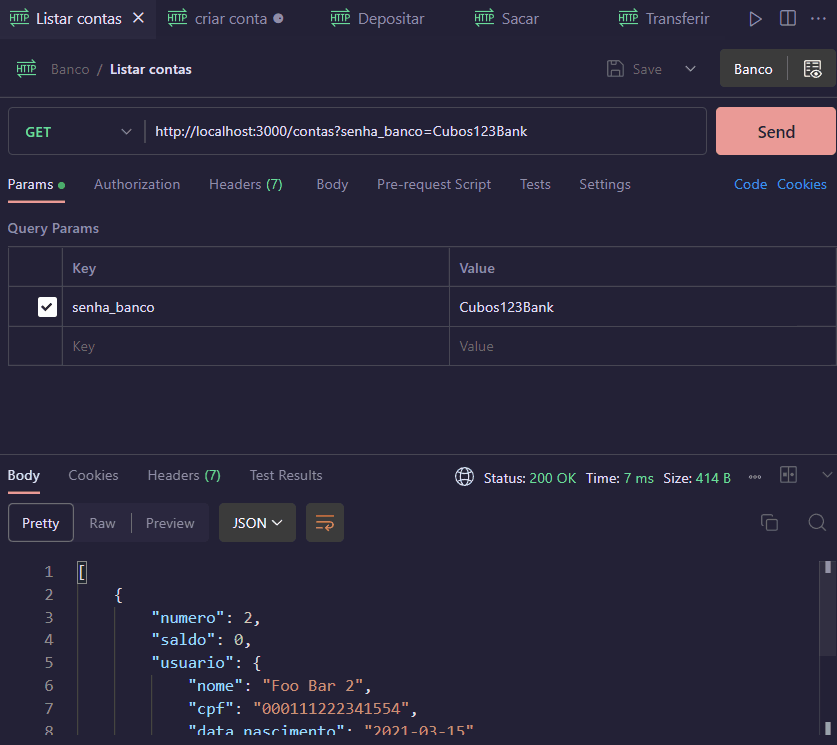 HTTP Listar contas HTTP criar conta HTTP Depositar HTTP Sacar HTTP Transferir
HTTP Banco / Listar contas Save Banco
GET http://localhost:3000/contas?senha_banco=Cubos123Bank Send
Params Authorization Headers (7) Body Pre-request Script Tests Settings Code Cookies
Query Params
Key Value
senha_banco Cubos123Bank
Key Value
Body Cookies Headers (7) Test Results Status: 200 OK Time: 7 ms Size: 414 B
Pretty Raw Preview JSON
1 [
2 {
3 "numero": 2,
4 "saldo": 0,
5 "usuario": {
6 "nome": "Foo Bar 2",
7 "cpf": "000111222341554",
8 "data_nascimento": "2021-03-15"